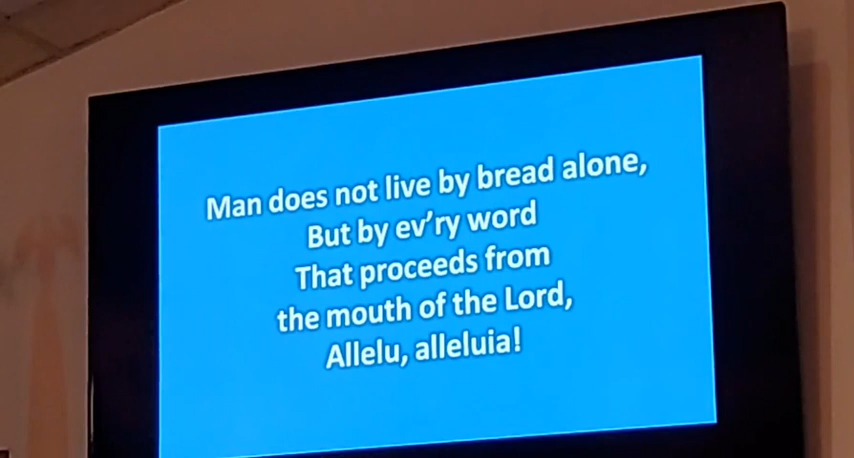 Man does not live by bread alone,
But by ev’ry word
That proceeds from
the mouth of the Lord,
Allelu, alleluia!